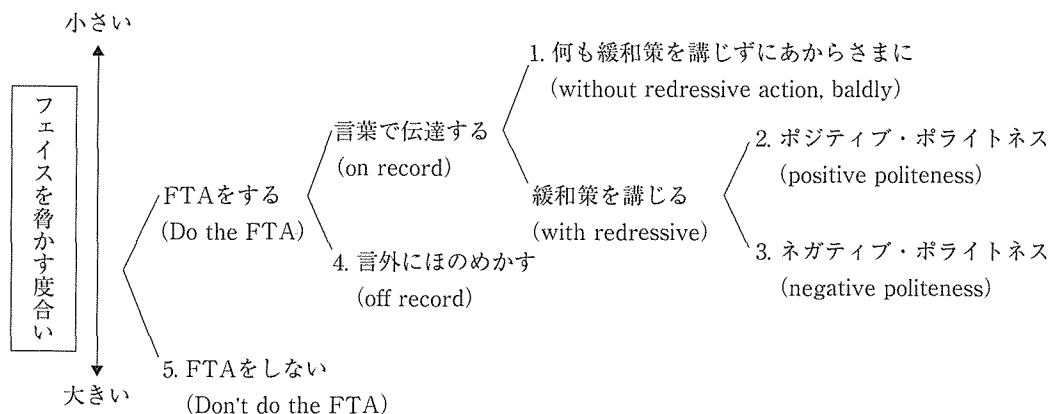 小さい
フェイスを脅かす度合い
大きい
1. 何も緩和策を講じずにあからさまに
(without redressive action, baldly)
言葉で伝達する
(on record)
2. ポジティブ・ポライトネス
(positive politeness)
FTAをする
(Do the FTA)
緩和策を講じる
(with redressive)
4. 言外にほのめかす
(off record)
3. ネガティブ・ポライトネス
(negative politeness)
5. FTAをしない
(Don't do the FTA)